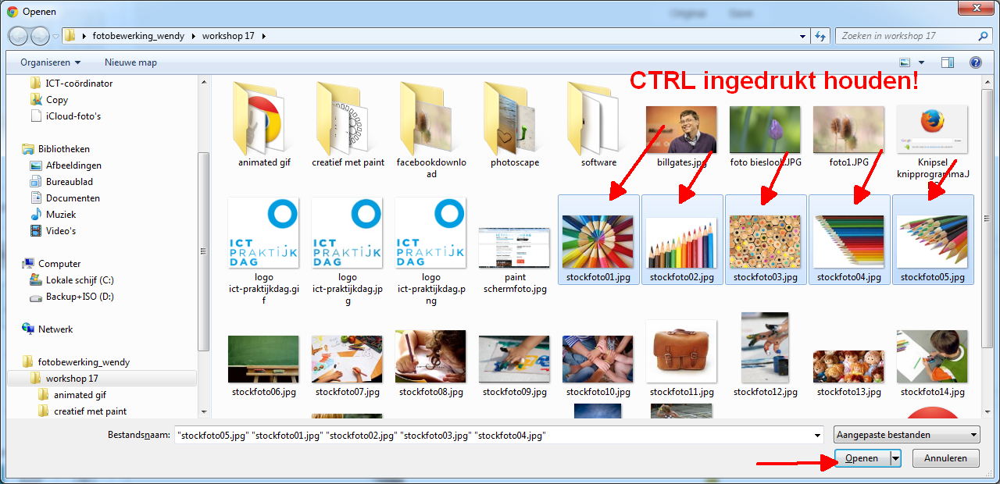 Openen
fotobewerking_wendy
workshop 17
Zoeken in workshop 17
Organiseren
Nieuwe map
CTRL ingedrukt houden!
ICT-coördinator
Copy
iCloud-foto's
Bibliotheken
Afbeeldingen
Bureaublad
Documenten
Muziek
Video's
Computer
Lokale schijf (C:)
Backup+ISO (D:)
Netwerk
fotobewerking_wendy
workshop 17
animated gif
creatief met paint
animated gif
creatief met paint
facebookdownlo
ad
photoscape
software
billgates.jpg
foto bieslook.JPG
foto1.JPG
Knipsel
knipprogramma.J
ICT
PRAKTIJK
DAG
logo
ict-praktijkdag.gi
f
ICT
PRAKTIJK
DAG
logo
ict-praktijkdag.jp
g
ICT
PRAKTIJK
DAG
logo
ict-praktijkdag.pn
g
paint
schermfoto.jpg
stockfoto01.jpg
stockfoto02.jpg
stockfoto03.jpg
stockfoto04.jpg
stockfoto05.jpg
stockfoto06.jpg
stockfoto07.jpg
stockfoto08.jpg
stockfoto09.jpg
stockfoto10.jpg
stockfoto11.jpg
stockfoto12.jpg
stockfoto13.jpg
stockfoto14.jpg
Bestandsnaam:
"stockfoto05.jpg" "stockfoto01.jpg" "stockfoto02.jpg" "stockfoto03.jpg" "stockfoto04.jpg"
Aangepaste bestanden
Openen
Annuleren